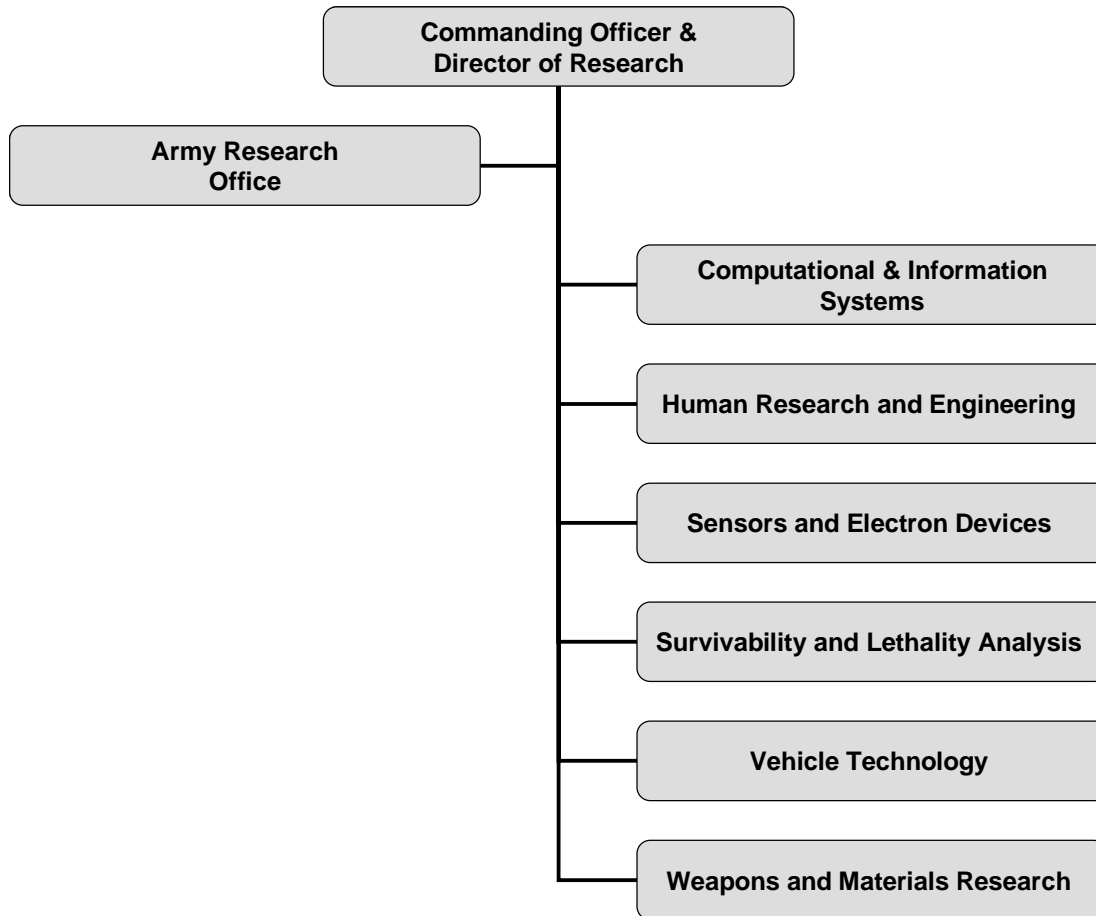 Commanding Officer &
Director of Research
Army Research
Office
Computational & Information
Systems
Human Research and Engineering
Sensors and Electron Devices
Survivability and Lethality Analysis
Vehicle Technology
Weapons and Materials Research